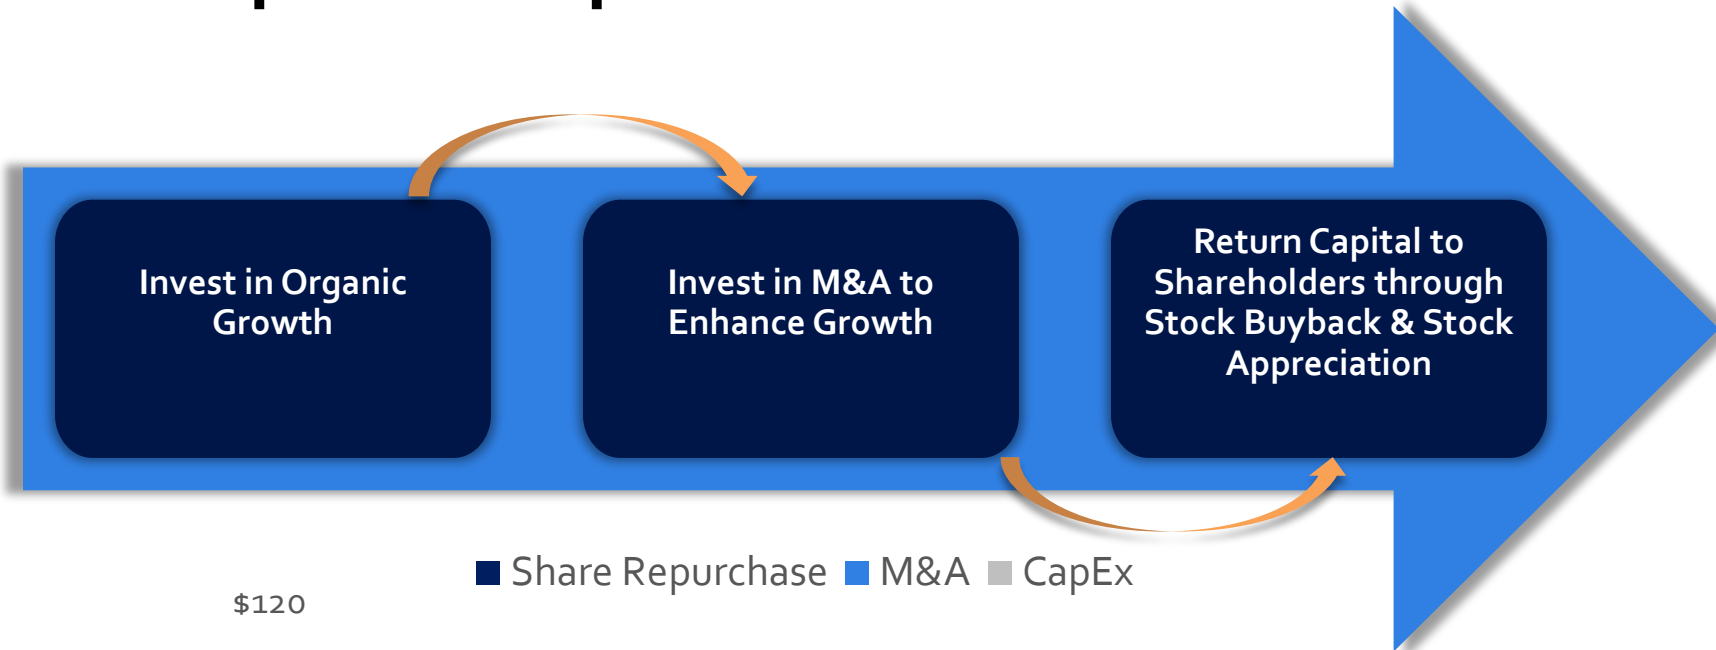 Invest in Organic
Growth
Invest in M&A to
Enhance Growth
Return Capital to
Shareholders through
Stock Buyback & Stock
Appreciation
Share Repurchase M&A CapEx
$120